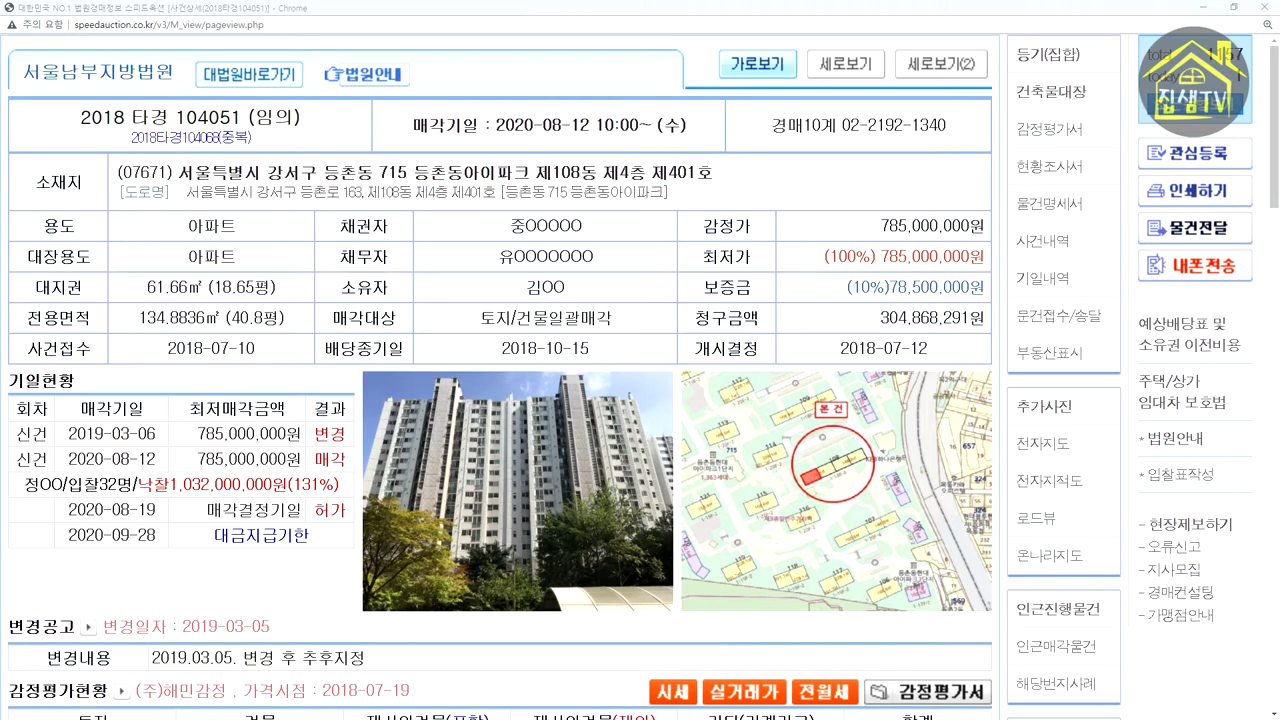 대한민국 NO.1 법원경매정보 스피드옥션 [사건상세(2018타경104051)] - Chrome
주의 요함 | speedauction.co.kr/v3/M_view/pageview.php
서울남부지방법원 대법원바로가기 법원안내 가로보기 세로보기 세로보기(2)
2018 타경 104051 (임의)
2018타경104068(중복)
매각기일 : 2020-08-12 10:00~ (수)
경매10계 02-2192-1340
소재지 (07671) 서울특별시 강서구 등촌동 715 등촌동아이파크 제108동 제4층 제401호
[도로명] 서울특별시 강서구 등촌로 163, 제108동 제4층 제401호 [등촌동 715 등촌동아이파크]
용도 아파트 채권자 중OOOOO 감정가 785,000,000원
대장용도 아파트 채무자 유OOOOOOO 최저가 (100%) 785,000,000원
대지권 61.66㎡ (18.65평) 소유자 김OO 보증금 (10%)78,500,000원
전용면적 134.8836㎡ (40.8평) 매각대상 토지/건물일괄매각 청구금액 304,868,291원
사건접수 2018-07-10 배당종기일 2018-10-15 개시결정 2018-07-12
기일현황
회차 매각기일 최저매각금액 결과
신건 2019-03-06 785,000,000원 변경
신건 2020-08-12 785,000,000원 매각
정OO/입찰32명/낙찰1,032,000,000원(131%)
2020-08-19 매각결정기일 허가
2020-09-28 대금지급기한
본 건
715
657
변경공고 변경일자 : 2019-03-05
변경내용 2019.03.05. 변경 후 추후지정
감정평가현황 (주)해민감정 , 가격시점 : 2018-07-19
시세 실거래가 전월세 감정평가서
등기(집합)
건축물대장
감정평가서
현황조사서
물건명세서
사건내역
기일내역
문건접수/송달
부동산표시
추가사진
전자지도
전자지적도
로드뷰
온나라지도
인근진행물건
인근매각물건
해당번지사례
집샘TV
관심등록
인쇄하기
물건전달
내폰전송
예상배당표 및
소유권 이전비용
주택/상가
임대차 보호법
* 법원안내
* 입찰표작성
- 현장제보하기
- 오류신고
- 지사모집
- 경매컨설팅
- 가맹점안내